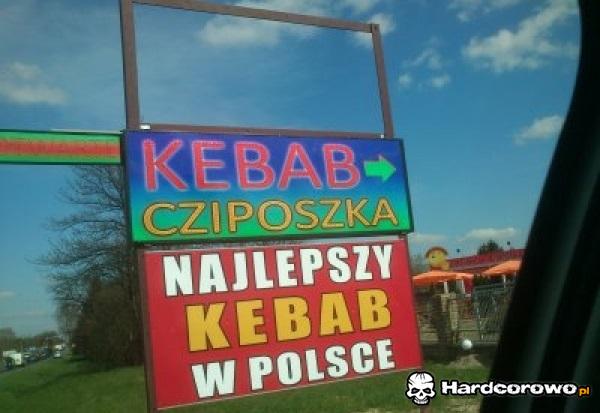 KEBAB
CZIPOSZKA
NAJLEPSZY
KEBAB
W POLSCE
Hardcorowo.pl